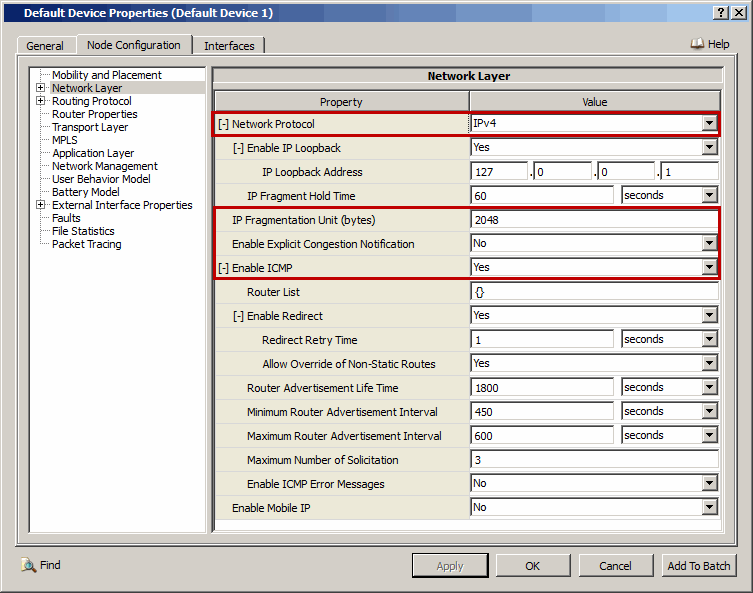 Default Device Properties (Default Device 1)
General Node Configuration Interfaces Help
Mobility and Placement
Network Layer
Routing Protocol
Router Properties
Transport Layer
MPLS
Application Layer
Network Management
User Behavior Model
Battery Model
External Interface Properties
Faults
File Statistics
Packet Tracing
Network Layer
Property Value
[-] Network Protocol IPv4
[-] Enable IP Loopback Yes
IP Loopback Address 127 . 0 . 0 . 1
IP Fragment Hold Time 60 seconds
IP Fragmentation Unit (bytes) 2048
Enable Explicit Congestion Notification No
[-] Enable ICMP Yes
Router List {}
[-] Enable Redirect Yes
Redirect Retry Time 1 seconds
Allow Override of Non-Static Routes Yes
Router Advertisement Life Time 1800 seconds
Minimum Router Advertisement Interval 450 seconds
Maximum Router Advertisement Interval 600 seconds
Maximum Number of Solicitation 3
Enable ICMP Error Messages No
Enable Mobile IP No
Find Apply OK Cancel Add To Batch